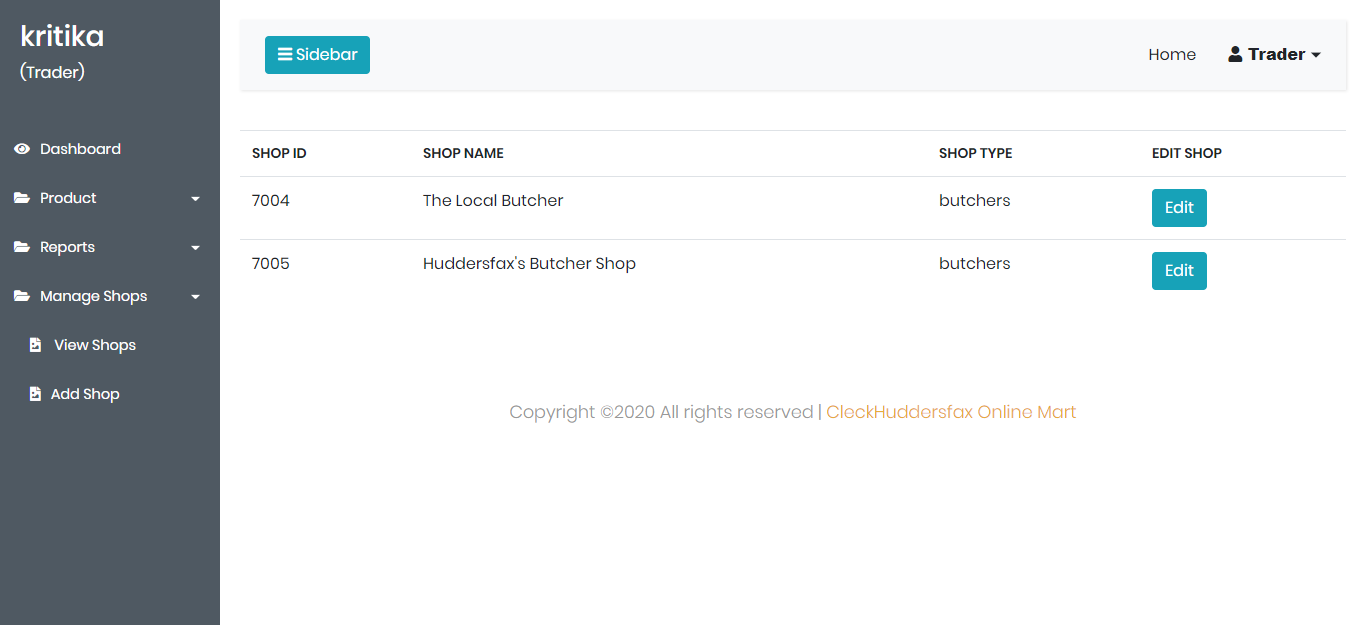 kritika
(Trader)
Dashboard
Product
Reports
Manage Shops
View Shops
Add Shop
Sidebar
Home
Trader
SHOP ID SHOP NAME SHOP TYPE EDIT SHOP
7004 The Local Butcher butchers Edit
7005 Huddersfax's Butcher Shop butchers Edit
Copyright ©2020 All rights reserved | CleckHuddersfax Online Mart